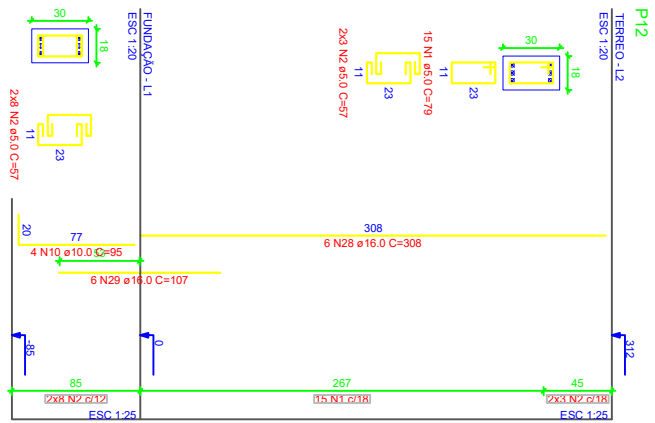 P12
TERREO - L2
ESC 1:20
30
18
11
23
15 N1 ø5.0 C=79
11
23
2x3 N2 ø5.0 C=57
FUNDAÇÃO - L1
ESC 1:20
30
18
11
23
2x8 N2 ø5.0 C=57
308
6 N28 ø16.0 C=308
20
77
4 N10 ø10.0 C=95
6 N29 ø16.0 C=107
-85
0
312
85
267
45
2x8 N2 c/12
15 N1 c/18
2x3 N2 c/18
ESC 1:25
ESC 1:25